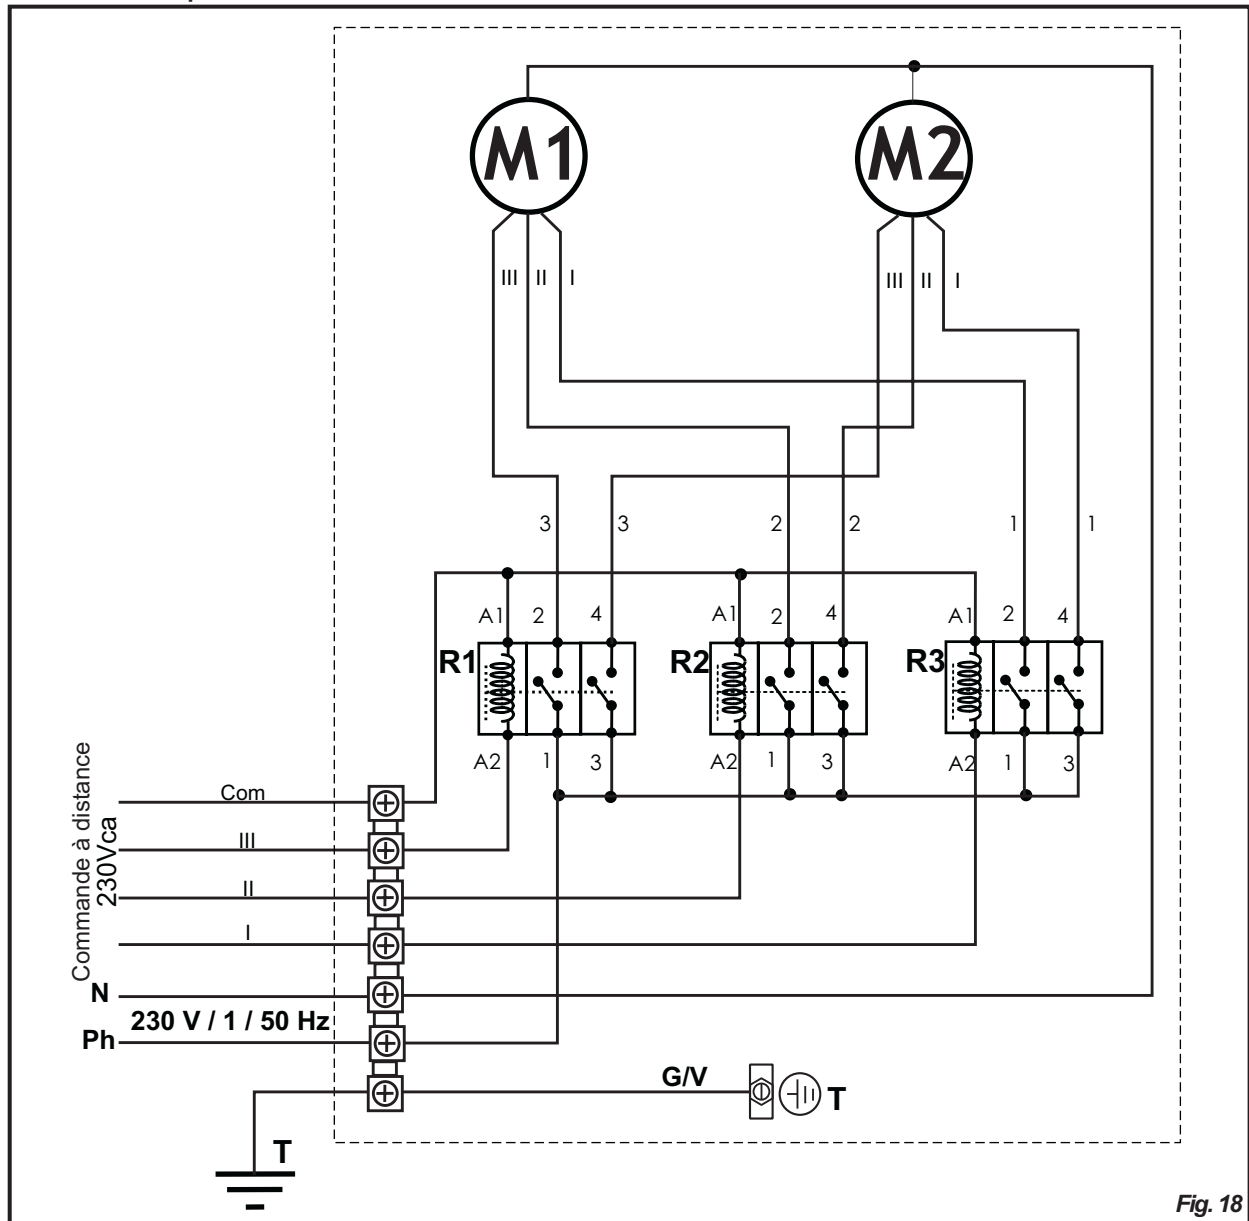 M1 M2
III II I III II I
3 3 2 2 1 1
A1 2 4 A1 2 4 A1 2 4
R1 R2 R3
A2 1 3 A2 1 3 A2 1 3
Commande à distance
230Vca
Com
III
II
I
N
230 V / 1 / 50 Hz
Ph
G/V
T
T
Fig. 18